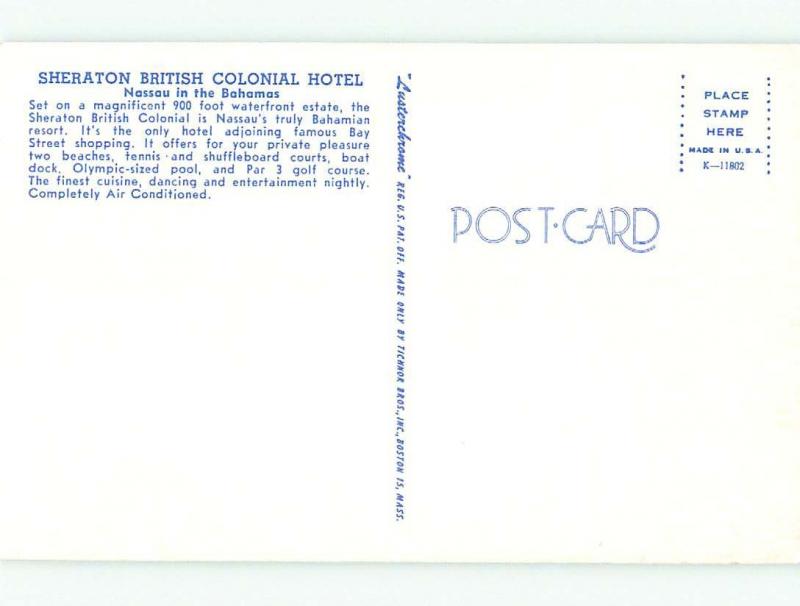 SHERATON BRITISH COLONIAL HOTEL
Nassau in the Bahamas
Set on a magnificent 900 foot waterfront estate, the
Sheraton British Colonial is Nassau's truly Bahamian
resort. It's the only hotel adjoining famous Bay
Street shopping. It offers for your private pleasure
two beaches, tennis and shuffleboard courts, boat
dock, Olympic-sized pool, and Par 3 golf course.
The finest cuisine, dancing and entertainment nightly.
Completely Air Conditioned.
"Lusterchrome" REG. U.S. PAT. OFF. MADE ONLY BY TICHNOR BROS., INC., BOSTON 15, MASS.
PLACE
STAMP
HERE
MADE IN U.S.A.
K—11802
POST·CARD